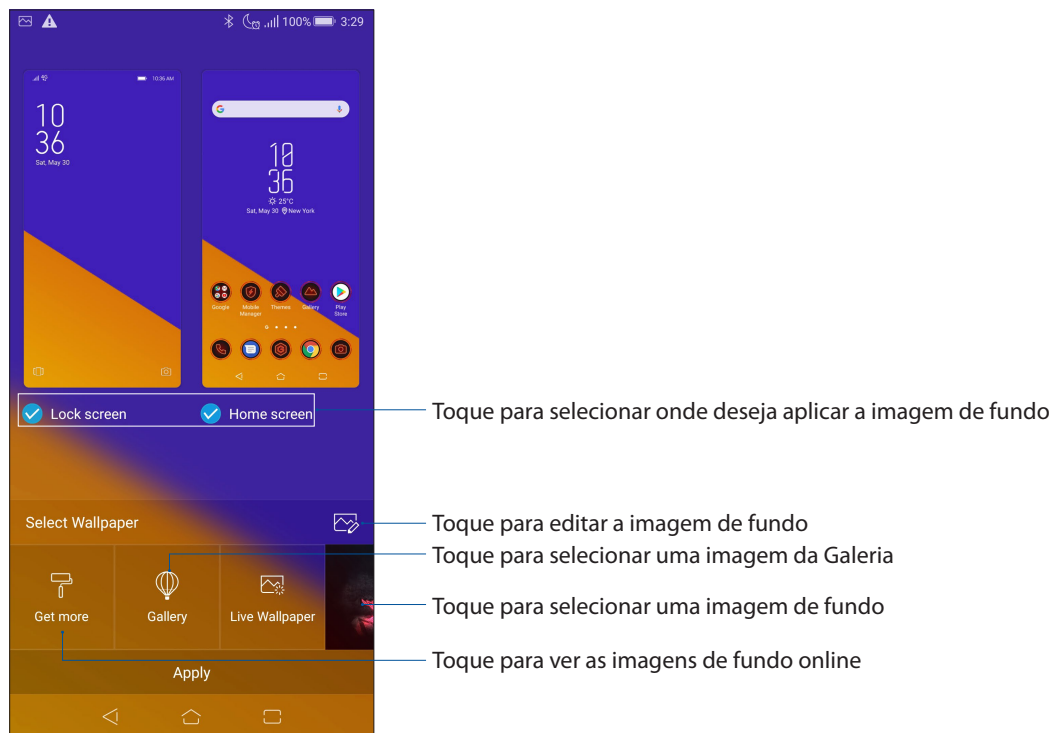 100% 3:29
10:36 AM
10
36
Sat, May 30
G
10
36
25°C
Sat, May 30 New York
Google Mobile Manager Themes Gallery Play Store
Lock screen Home screen
Toque para selecionar onde deseja aplicar a imagem de fundo
Select Wallpaper
Toque para editar a imagem de fundo
Toque para selecionar uma imagem da Galeria
Get more Gallery Live Wallpaper
Toque para selecionar uma imagem de fundo
Toque para ver as imagens de fundo online
Apply